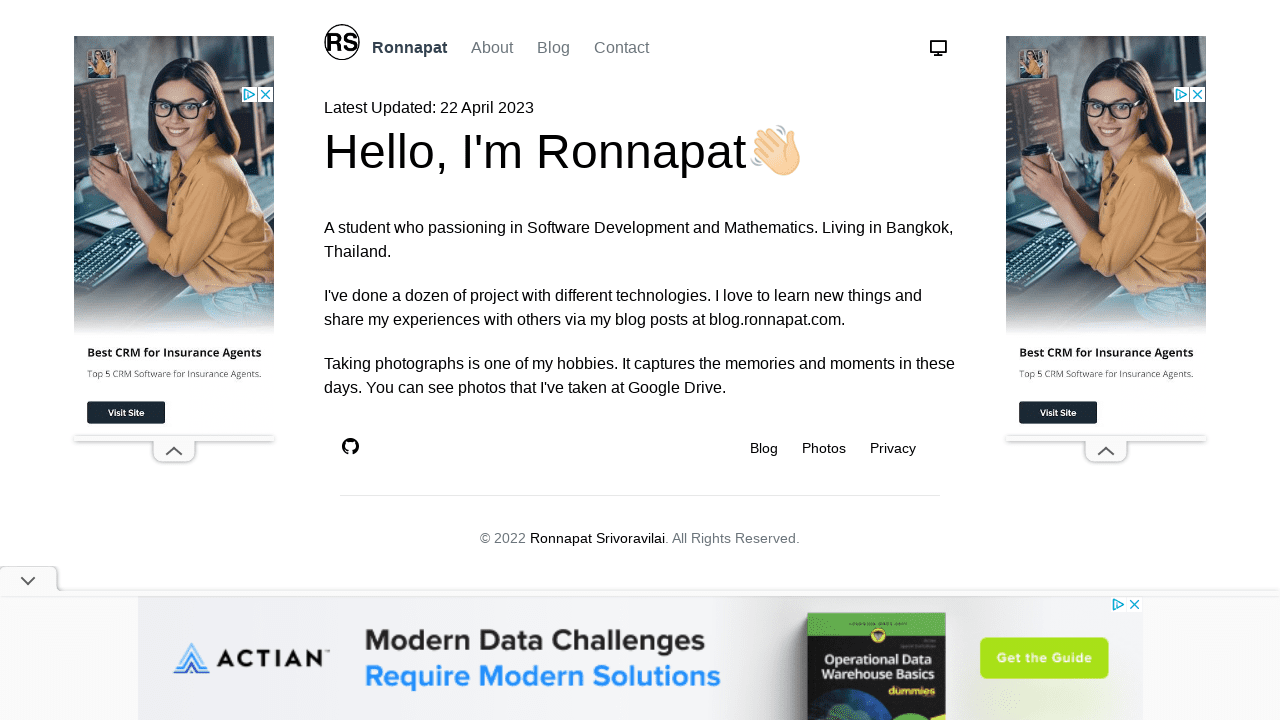 RS Ronnapat About Blog Contact
Latest Updated: 22 April 2023
Hello, I'm Ronnapat
A student who passioning in Software Development and Mathematics. Living in Bangkok,
Thailand.
I've done a dozen of project with different technologies. I love to learn new things and
share my experiences with others via my blog posts at blog.ronnapat.com.
Taking photographs is one of my hobbies. It captures the memories and moments in these
days. You can see photos that I've taken at Google Drive.
Blog Photos Privacy
© 2022 Ronnapat Srivoravilai. All Rights Reserved.
Best CRM for Insurance Agents
Top 5 CRM Software for Insurance Agents.
Visit Site
Best CRM for Insurance Agents
Top 5 CRM Software for Insurance Agents.
Visit Site
ACTIAN
Modern Data Challenges
Require Modern Solutions
Operational Data
Warehouse Basics
dummies
Get the Guide